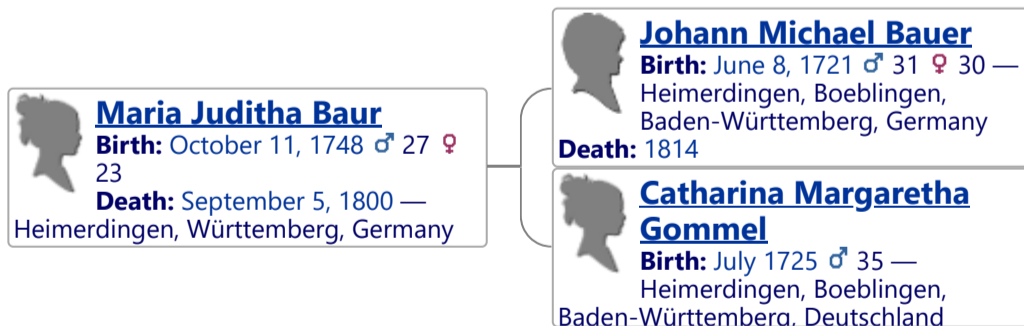 Maria Juditha Baur
Birth: October 11, 1748 ♂ 27 ♀
23
Death: September 5, 1800 —
Heimerdingen, Württemberg, Germany
Johann Michael Bauer
Birth: June 8, 1721 ♂ 31 ♀ 30 —
Heimerdingen, Boeblingen,
Baden-Württemberg, Germany
Death: 1814
Catharina Margaretha
Gommel
Birth: July 1725 ♂ 35 —
Heimerdingen, Boeblingen,
Baden-Württemberg, Deutschland